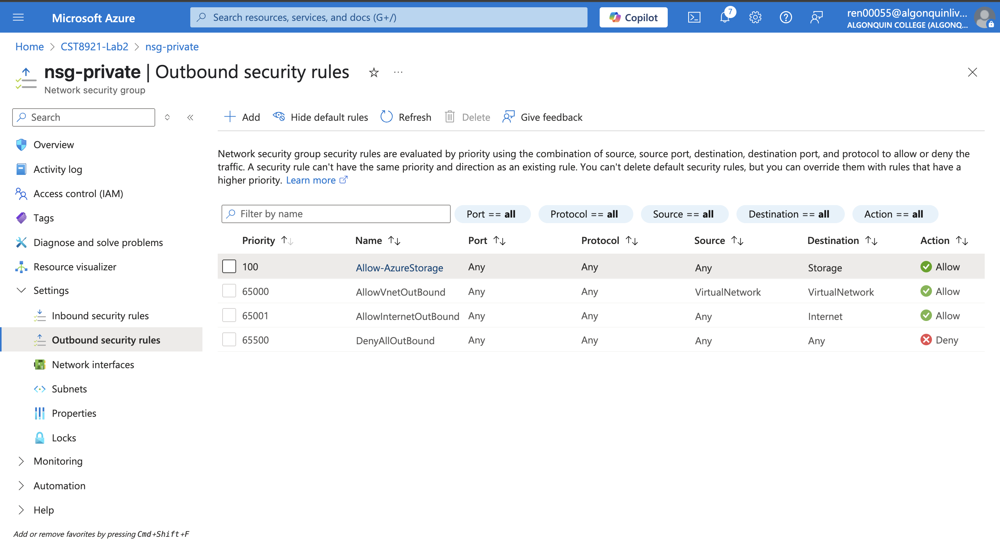 Microsoft Azure
Search resources, services, and docs (G+/)
Copilot
7
ren00055@algonquinliv...
ALGONQUIN COLLEGE (ALGONQ...
Home > CST8921-Lab2 > nsg-private
nsg-private | Outbound security rules
Network security group
Search
Add
Hide default rules
Refresh
Delete
Give feedback
Overview
Activity log
Access control (IAM)
Tags
Diagnose and solve problems
Resource visualizer
Settings
Inbound security rules
Outbound security rules
Network interfaces
Subnets
Properties
Locks
Monitoring
Automation
Help
Add or remove favorites by pressing Cmd+Shift+F
Network security group security rules are evaluated by priority using the combination of source, source port, destination, destination port, and protocol to allow or deny the
traffic. A security rule can't have the same priority and direction as an existing rule. You can't delete default security rules, but you can override them with rules that have a
higher priority. Learn more
Filter by name
Port == all
Protocol == all
Source == all
Destination == all
Action == all
Priority Name Port Protocol Source Destination Action
100 Allow-AzureStorage Any Any Any Storage Allow
65000 AllowVnetOutBound Any Any VirtualNetwork VirtualNetwork Allow
65001 AllowInternetOutBound Any Any Any Internet Allow
65500 DenyAllOutBound Any Any Any Any Deny